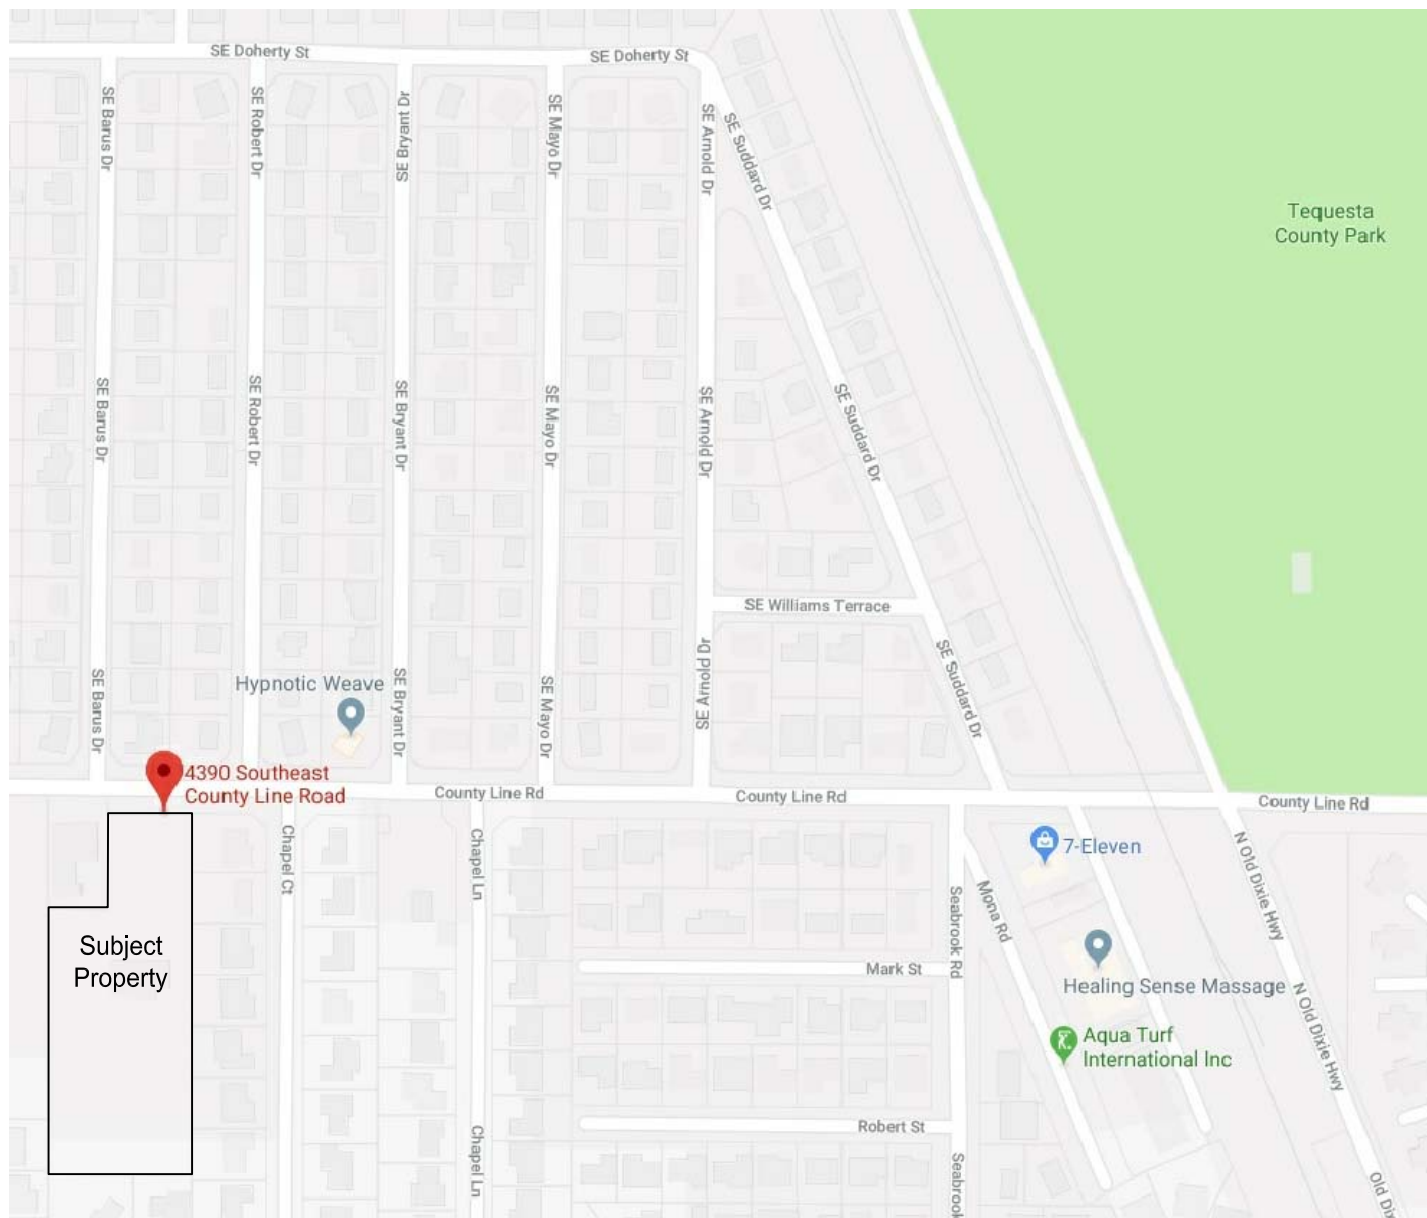 SE Doherty St
SE Doherty St
SE Barus Dr
SE Robert Dr
SE Bryant Dr
SE Mayo Dr
SE Arnold Dr
SE Suddard Dr
Tequesta
County Park
SE Barus Dr
SE Robert Dr
SE Bryant Dr
SE Mayo Dr
SE Arnold Dr
SE Suddard Dr
SE Williams Terrace
SE Barus Dr
Hypnotic Weave
SE Bryant Dr
SE Mayo Dr
SE Arnold Dr
SE Suddard Dr
4390 Southeast
County Line Road
County Line Rd
County Line Rd
County Line Rd
Chapel Ct
Chapel Ln
7-Eleven
N Old Dixie Hwy
Seabrook Rd
Mona Rd
Subject
Property
Mark St
Healing Sense Massage
N Old Dixie Hwy
Aqua Turf
International Inc
Chapel Ln
Robert St
Seabrook
Old Di